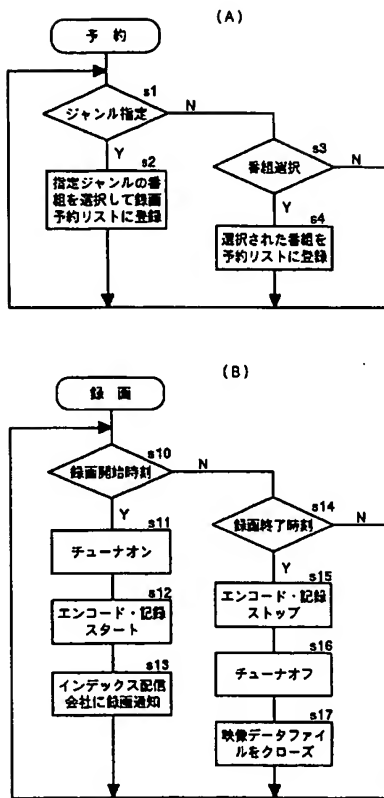 (A)
予約
s1
ジャンル指定
N
Y
s2
指定ジャンルの番
組を選択して録画
予約リストに登録
s3
番組選択
N
Y
s4
選択された番組を
予約リストに登録
(B)
録画
s10
録画開始時刻
N
Y
s11
チューナオン
s12
エンコード・記録
スタート
s13
インデックス配信
会社に録画通知
s14
録画終了時刻
N
Y
s15
エンコード・記録
ストップ
s16
チューナオフ
s17
映像データファイ
ルをクローズ